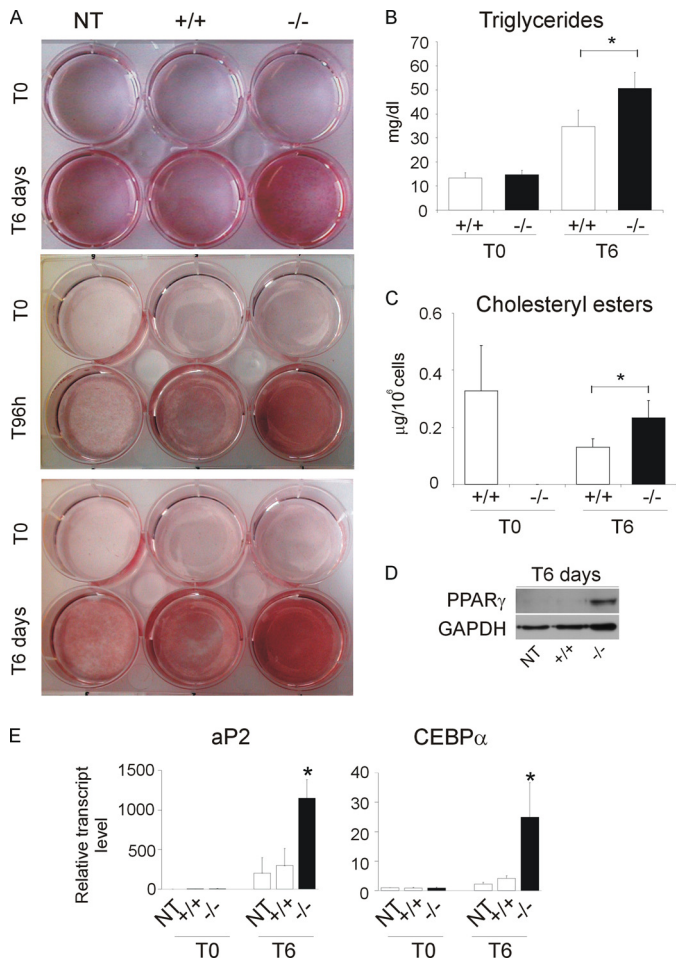 A
NT +/+ -/-
T0
T6 days
T0
T96h
T0
T6 days
B
Triglycerides
mg/dl
70
60
50
40
30
20
10
0
*
+/+ -/- +/+ -/-
T0 T6
C
Cholesteryl esters
µg/10⁶ cells
0.6
0.4
0.2
0
*
+/+ -/- +/+ -/-
T0 T6
D
T6 days
PPARγ
GAPDH
NT +/+ -/-
E
aP2
Relative transcript
level
1500
1000
500
0
*
NT +/+ -/- NT +/+ -/-
T0 T6
CEBPα
40
30
20
10
0
*
NT +/+ -/- NT +/+ -/-
T0 T6